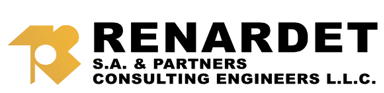 RENARDET
S.A. & PARTNERS
CONSULTING ENGINEERS L.L.C.